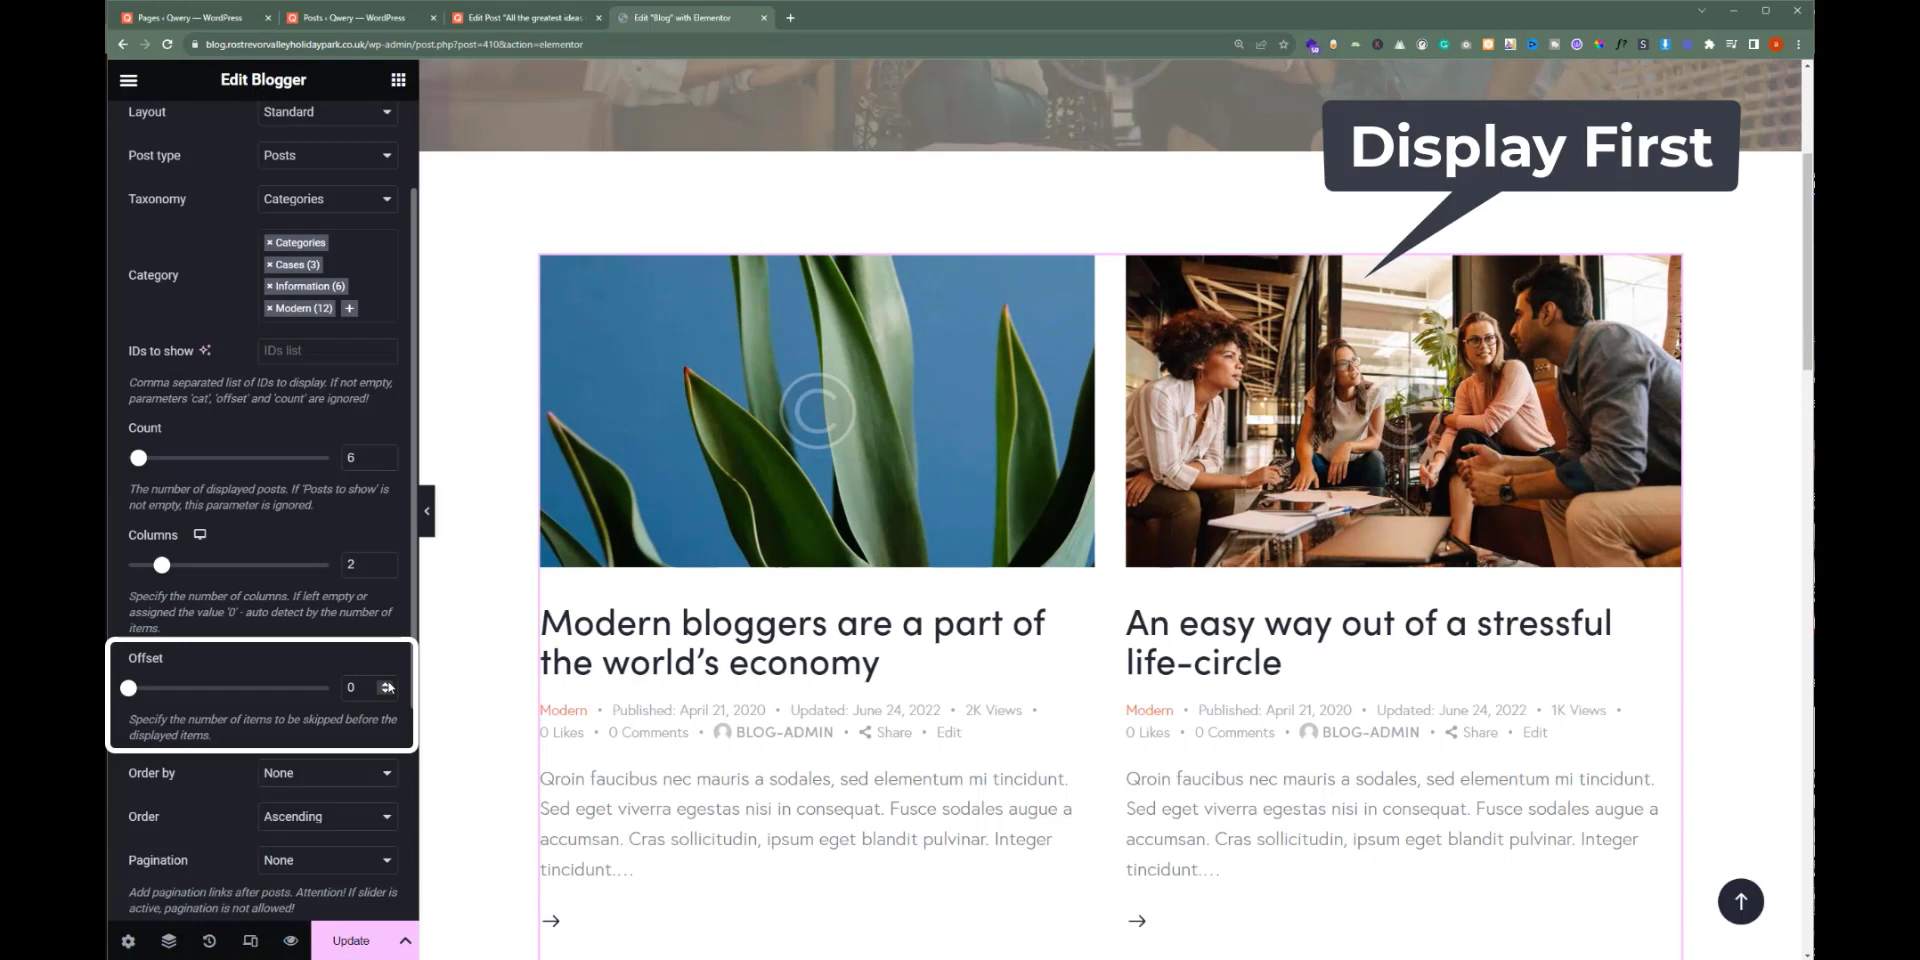 Pages ‹ Qwery — WordPress
Posts ‹ Qwery — WordPress
Edit Post "All the greatest ideas
Edit "Blog" with Elementor
blog.rostrevorvalleyholidaypark.co.uk/wp-admin/post.php?post=410&action=elementor
Edit Blogger
Layout
Standard
Post type
Posts
Taxonomy
Categories
Category
× Categories
× Cases (3)
× Information (6)
× Modern (12)
+
IDs to show
IDs list
Comma separated list of IDs to display. If not empty,
parameters 'cat', 'offset' and 'count' are ignored!
Count
6
The number of displayed posts. If 'Posts to show' is
not empty, this parameter is ignored.
Columns
2
Specify the number of columns. If left empty or
assigned the value '0' - auto detect by the number of
items.
Offset
0
Specify the number of items to be skipped before the
displayed items.
Order by
None
Order
Ascending
Pagination
None
Add pagination links after posts. Attention! If slider is
active, pagination is not allowed!
Update
Display First
©
Modern bloggers are a part of
the world's economy
Modern • Published: April 21, 2020 • Updated: June 24, 2022 • 2K Views •
0 Likes • 0 Comments • BLOG-ADMIN • Share • Edit
Qroin faucibus nec mauris a sodales, sed elementum mi tincidunt.
Sed eget viverra egestas nisi in consequat. Fusce sodales augue a
accumsan. Cras sollicitudin, ipsum eget blandit pulvinar. Integer
tincidunt.…
→
An easy way out of a stressful
life-circle
Modern • Published: April 21, 2020 • Updated: June 24, 2022 • 1K Views •
0 Likes • 0 Comments • BLOG-ADMIN • Share • Edit
Qroin faucibus nec mauris a sodales, sed elementum mi tincidunt.
Sed eget viverra egestas nisi in consequat. Fusce sodales augue a
accumsan. Cras sollicitudin, ipsum eget blandit pulvinar. Integer
tincidunt.…
→